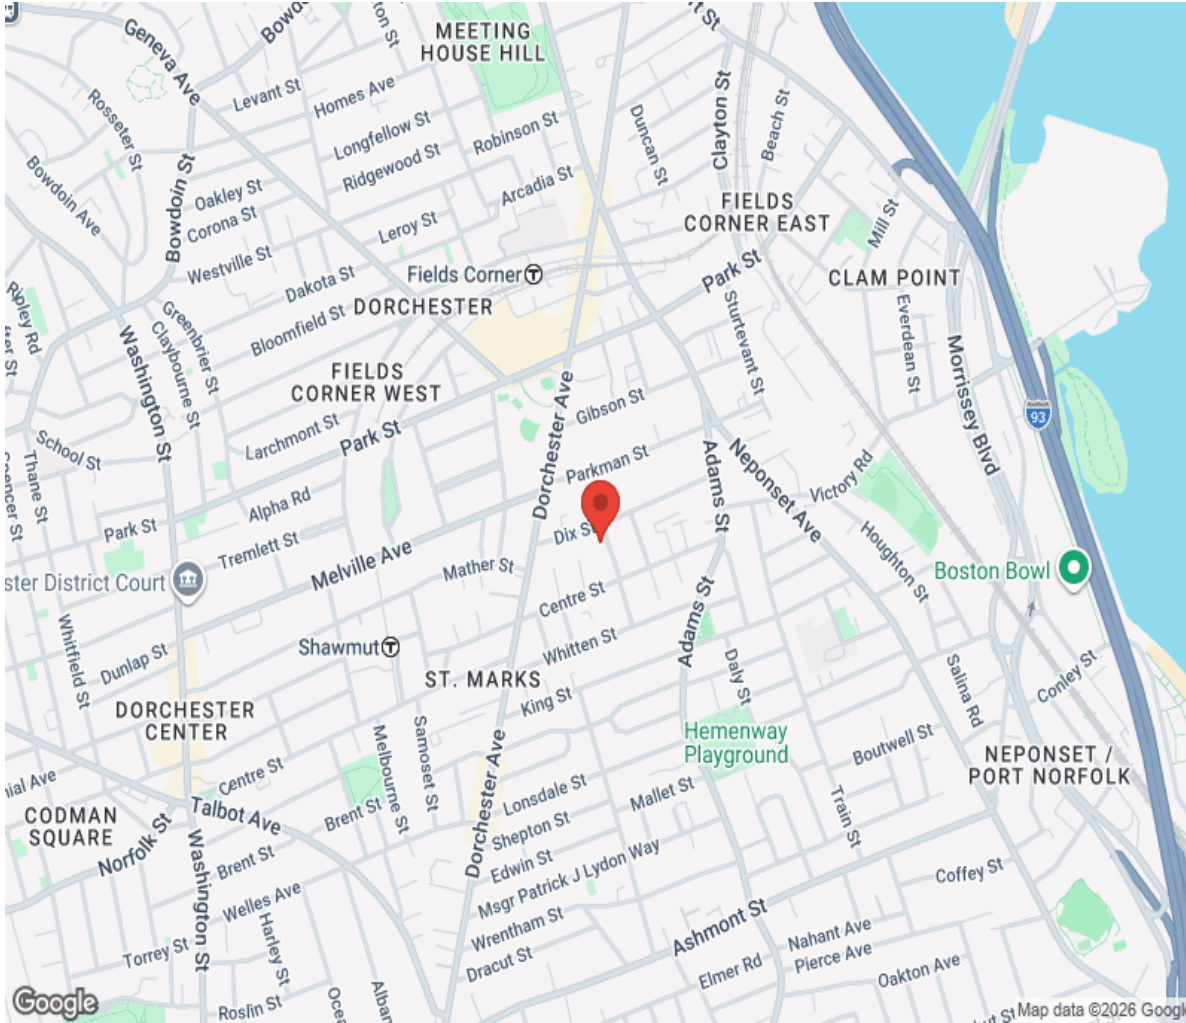 Geneva Ave
MEETING
HOUSE HILL
Levant St
Homes Ave
Rosseter St
Longfellow St
Robinson St
Duncan St
Clayton St
Beach St
Bowdoin Ave
Bowdoin St
Ridgewood St
Oakley St
Arcadia St
Corona St
Leroy St
FIELDS
CORNER EAST
Mill St
Westville St
Fields Corner
Park St
CLAM POINT
Dakota St
DORCHESTER
Ripley Rd
Greenbrier St
Claybourne St
Bloomfield St
Sturtevant St
Everdean St
Morrissey Blvd
Washington St
FIELDS
CORNER WEST
93
Dorchester Ave
Gibson St
School St
Larchmont St
Park St
Thane St
Spencer St
Parkman St
Adams St
Neponset Ave
Victory Rd
Alpha Rd
Park St
Tremlett St
Dix St
Houghton St
Melville Ave
Mather St
ster District Court
Boston Bowl
Centre St
Adams St
Whitfield St
Shawmut
Whitten St
Dunlap St
ST. MARKS
Daly St
Salina Rd
Conley St
King St
DORCHESTER
CENTER
Samoset St
Melbourne St
Hemenway
Playground
Boutwell St
NEPONSET /
PORT NORFOLK
Centre St
Dorchester Ave
Lonsdale St
Mallet St
Train St
CODMAN
SQUARE
Talbot Ave
Brent St
Shepton St
Norfolk St
Washington St
Brent St
Edwin St
Msgr Patrick J Lydon Way
Coffey St
Welles Ave
Harley St
Wrentham St
Ashmont St
Nahant Ave
Torrey St
Dracut St
Pierce Ave
Elmer Rd
Oakton Ave
Roslin St
Google
Map data ©2026 Google